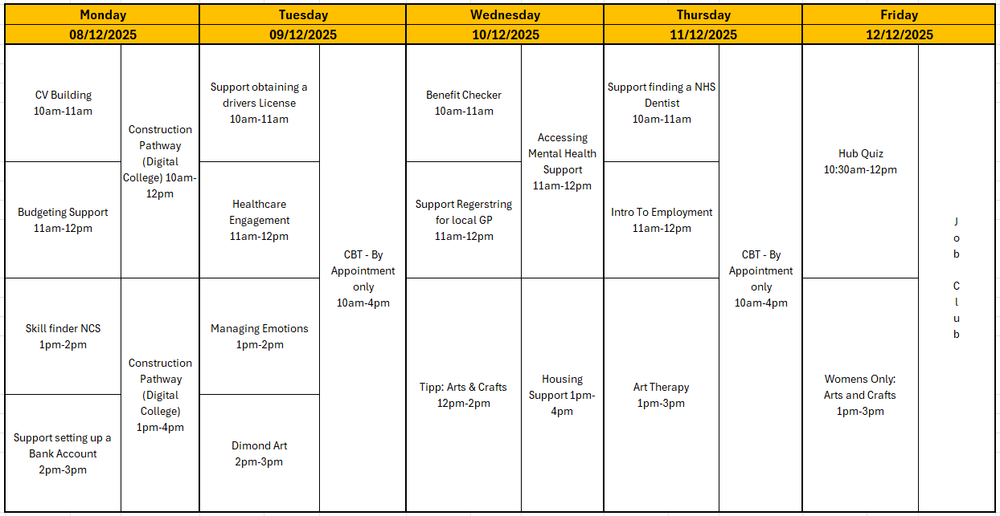 Monday
Tuesday
Wednesday
Thursday
Friday
08/12/2025
09/12/2025
10/12/2025
11/12/2025
12/12/2025
CV Building
10am-11am
Budgeting Support
11am-12pm
Skill finder NCS
1pm-2pm
Support setting up a
Bank Account
2pm-3pm
Construction
Pathway
(Digital
College) 10am-
12pm
Construction
Pathway
(Digital
College)
1pm-4pm
Support obtaining a
drivers License
10am-11am
Healthcare
Engagement
11am-12pm
Managing Emotions
1pm-2pm
Dimond Art
2pm-3pm
CBT - By
Appointment
only
10am-4pm
Benefit Checker
10am-11am
Support Regerstring
for local GP
11am-12pm
Tipp: Arts & Crafts
12pm-2pm
Accessing
Mental Health
Support
11am-12pm
Housing
Support 1pm-
4pm
Support finding a NHS
Dentist
10am-11am
Intro To Employment
11am-12pm
Art Therapy
1pm-3pm
CBT - By
Appointment
only
10am-4pm
Hub Quiz
10:30am-12pm
Womens Only:
Arts and Crafts
1pm-3pm
J
o
b
C
l
u
b